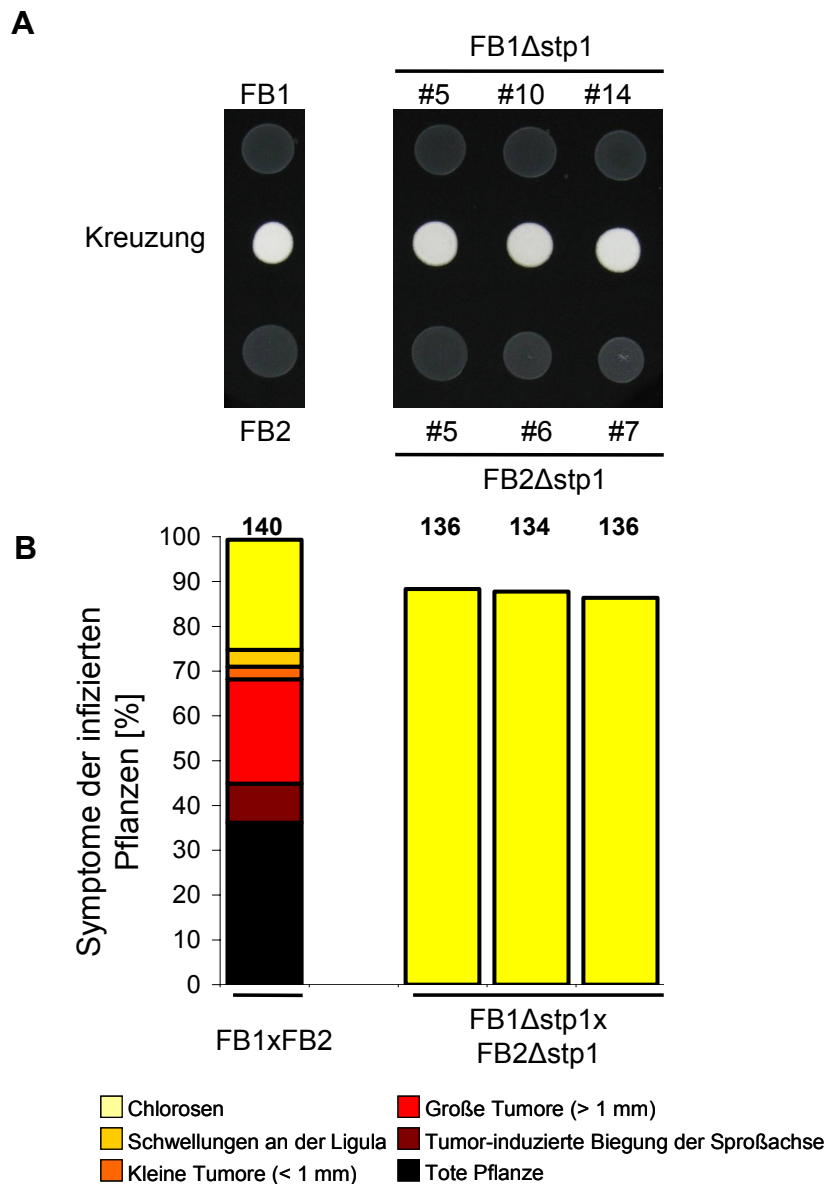 A
FB1Δstp1
FB1
#5 #10 #14
Kreuzung
FB2
#5 #6 #7
FB2Δstp1
B
140 136 134 136
100
90
80
70
60
50
40
30
20
10
0
Symptome der infizierten
Pflanzen [%]
FB1xFB2
FB1Δstp1x
FB2Δstp1
Chlorosen
Schwellungen an der Ligula
Kleine Tumore (< 1 mm)
Große Tumore (> 1 mm)
Tumor-induzierte Biegung der Sproßachse
Tote Pflanze